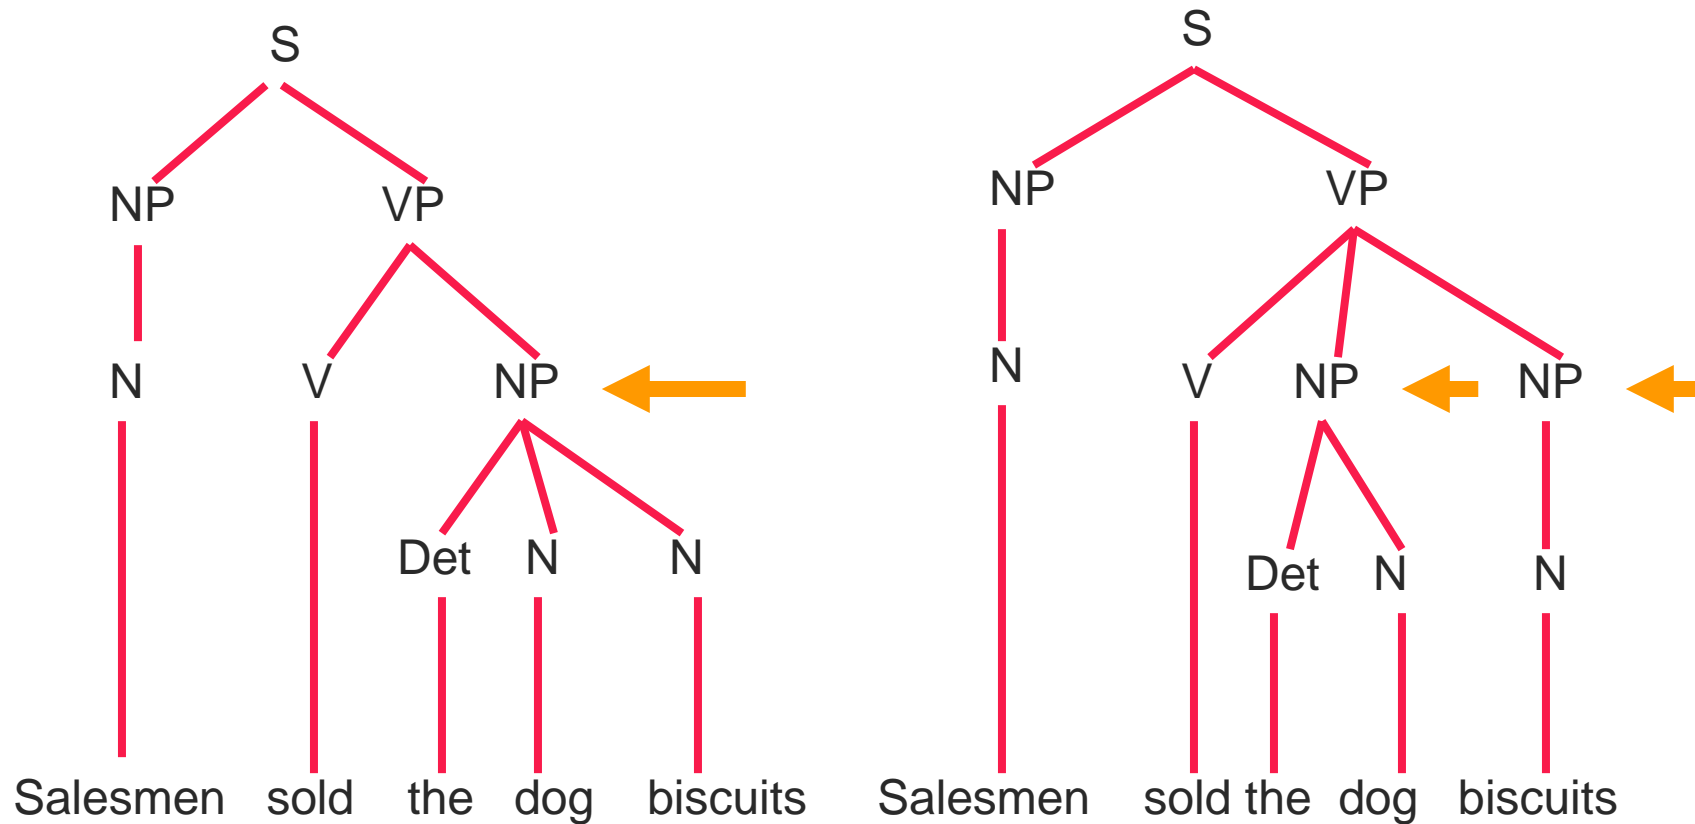 S
NP VP
N V NP
Det N N
Salesmen sold the dog biscuits
S
NP VP
N V NP NP
Det N N
Salesmen sold the dog biscuits